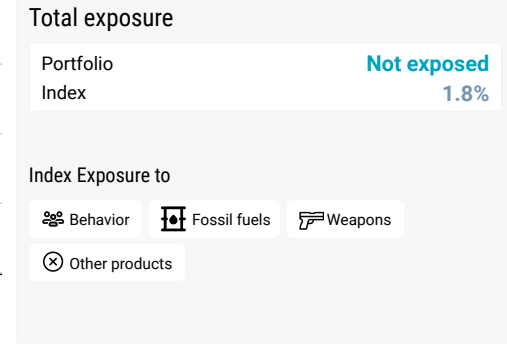 Total exposure
Portfolio Not exposed
Index 1.8%
Index Exposure to
Behavior Fossil fuels Weapons
Other products